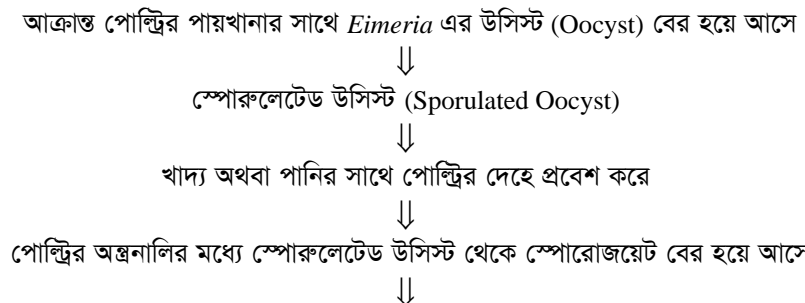 আক্রান্ত পোল্ট্রির পায়খানার সাথে Eimeria এর উসিস্ট (Oocyst) বের হয়ে আসে
⇓
স্পোরুলেটেড উসিস্ট (Sporulated Oocyst)
⇓
খাদ্য অথবা পানির সাথে পোল্ট্রির দেহে প্রবেশ করে
⇓
পোল্ট্রির অন্ত্রনালির মধ্যে স্পোরুলেটেড উসিস্ট থেকে স্পোরোজয়েট বের হয়ে আসে
⇓